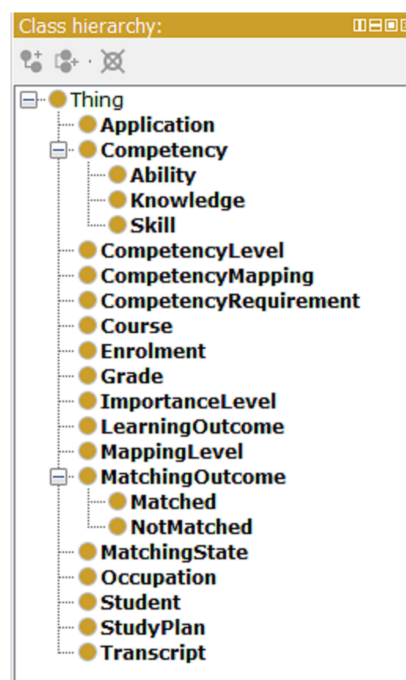 Class hierarchy:
Thing
Application
Competency
Ability
Knowledge
Skill
CompetencyLevel
CompetencyMapping
CompetencyRequirement
Course
Enrolment
Grade
ImportanceLevel
LearningOutcome
MappingLevel
MatchingOutcome
Matched
NotMatched
MatchingState
Occupation
Student
StudyPlan
Transcript